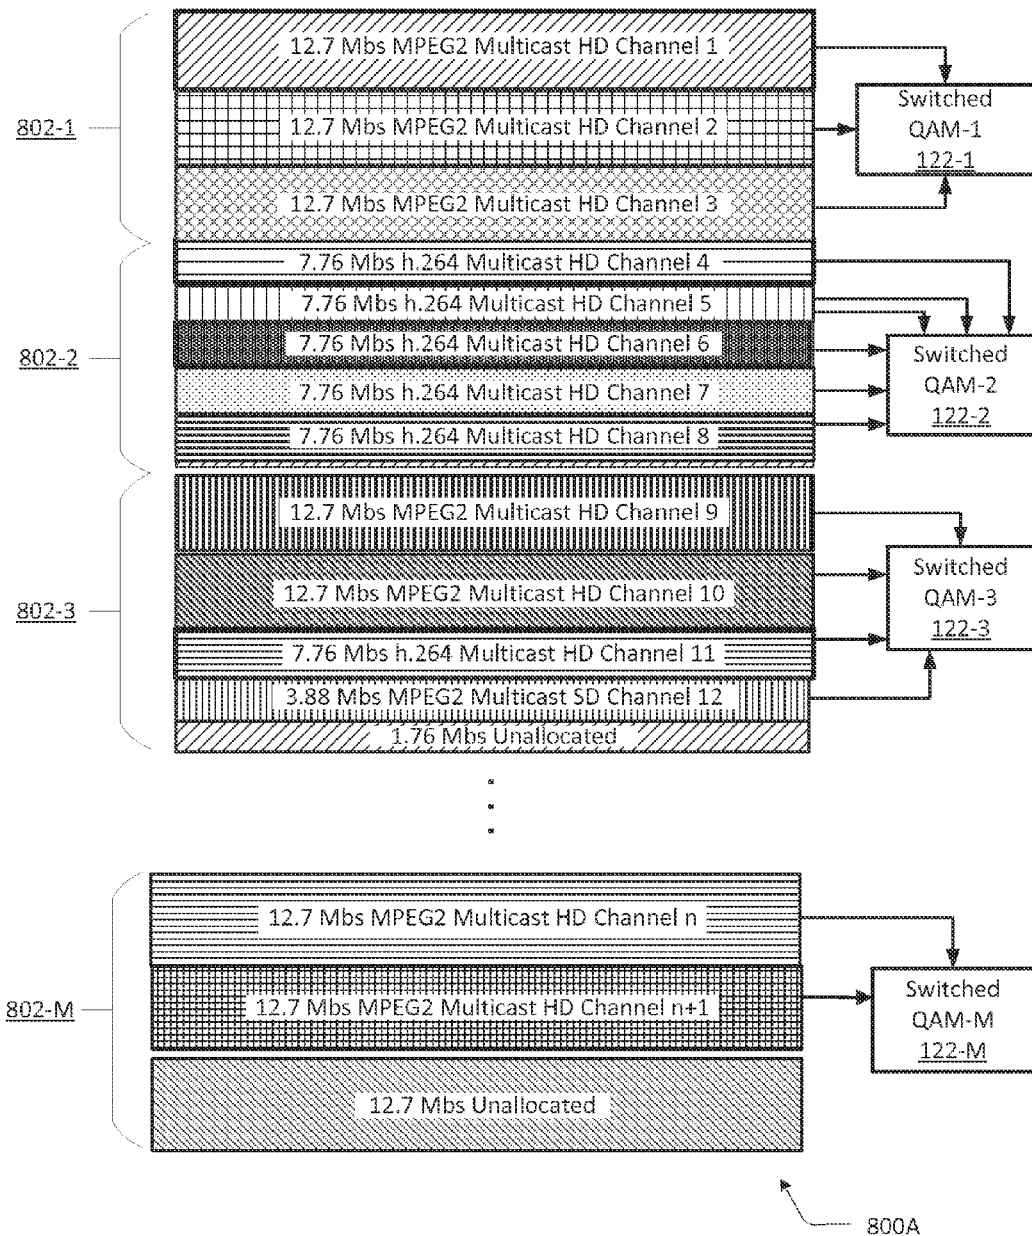 12.7 Mbs MPEG2 Multicast HD Channel 1
Switched
QAM-1
122-1
802-1
12.7 Mbs MPEG2 Multicast HD Channel 2
12.7 Mbs MPEG2 Multicast HD Channel 3
7.76 Mbs h.264 Multicast HD Channel 4
7.76 Mbs h.264 Multicast HD Channel 5
802-2
7.76 Mbs h.264 Multicast HD Channel 6
Switched
QAM-2
122-2
7.76 Mbs h.264 Multicast HD Channel 7
7.76 Mbs h.264 Multicast HD Channel 8
12.7 Mbs MPEG2 Multicast HD Channel 9
Switched
QAM-3
122-3
802-3
12.7 Mbs MPEG2 Multicast HD Channel 10
7.76 Mbs h.264 Multicast HD Channel 11
3.88 Mbs MPEG2 Multicast SD Channel 12
1.76 Mbs Unallocated
12.7 Mbs MPEG2 Multicast HD Channel n
802-M
12.7 Mbs MPEG2 Multicast HD Channel n+1
Switched
QAM-M
122-M
12.7 Mbs Unallocated
800A